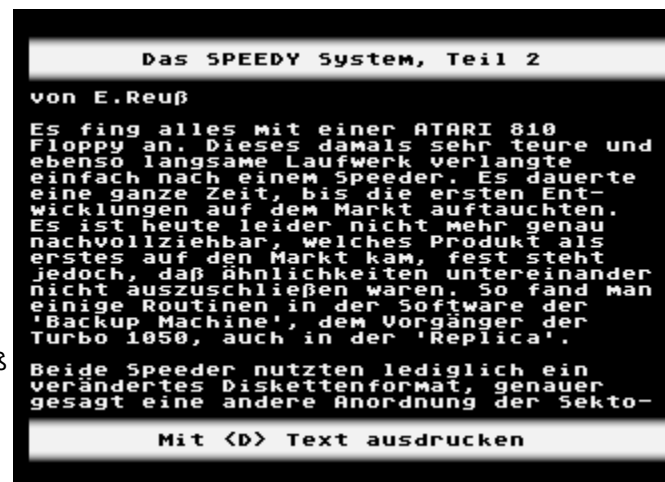 Das SPEEDY System, Teil 2
von E.Reuß
Es fing alles mit einer ATARI 810
Floppy an. Dieses damals sehr teure und
ebenso langsame Laufwerk verlangte
einfach nach einem Speeder. Es dauerte
eine ganze Zeit, bis die ersten Ent-
wicklungen auf dem Markt auftauchten.
Es ist heute leider nicht mehr genau
nachvollziehbar, welches Produkt als
erstes auf den Markt kam, fest steht
jedoch, daß ähnlichkeiten untereinander
nicht auszuschließen waren. So fand man
einige Routinen in der Software der
'Backup Machine', dem Vorgänger der
Turbo 1050, auch in der 'Replica'.
Beide Speeder nutzten lediglich ein
verändertes Diskettenformat, genauer
gesagt eine andere Anordnung der Sekto-
Mit <D> Text ausdrucken